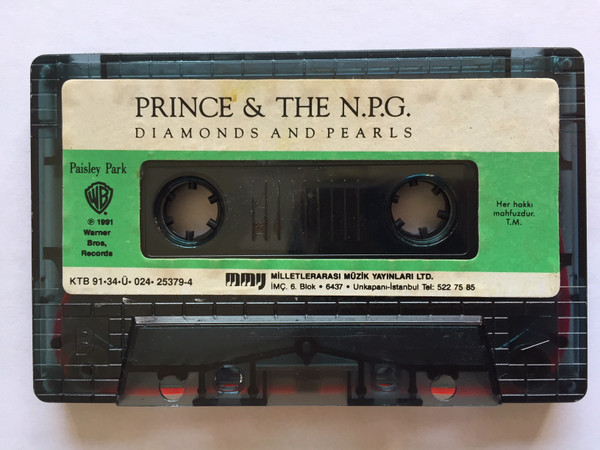 PRINCE & THE N.P.G.
DIAMONDS AND PEARLS
Paisley Park
WB
℗ 1991
Warner
Bros,
Records
Her hakkı
mahfuzdur.
T.M.
KTB 91•34•Ü• 024• 25379-4
mmy MİLLETLERARASI MÜZİK YAYINLARI LTD.
İMÇ. 6. Blok • 6437 • Unkapanı-İstanbul Tel: 522 75 85